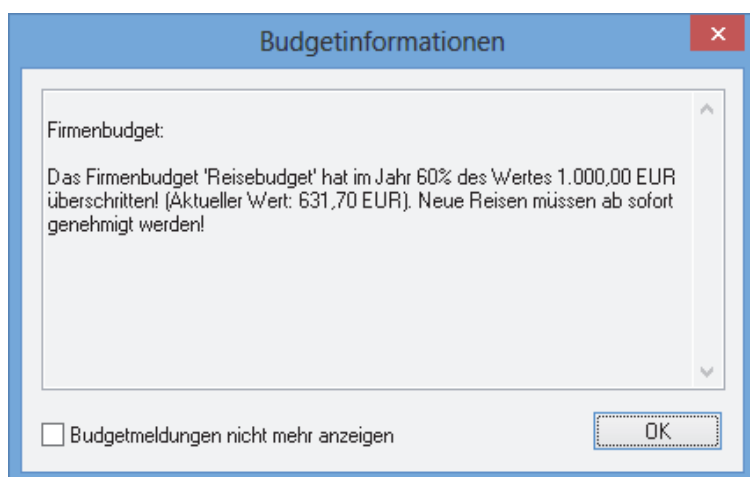 Budgetinformationen
Firmenbudget:
Das Firmenbudget 'Reisebudget' hat im Jahr 60% des Wertes 1.000,00 EUR
überschritten! (Aktueller Wert: 631,70 EUR). Neue Reisen müssen ab sofort
genehmigt werden!
Budgetmeldungen nicht mehr anzeigen
OK